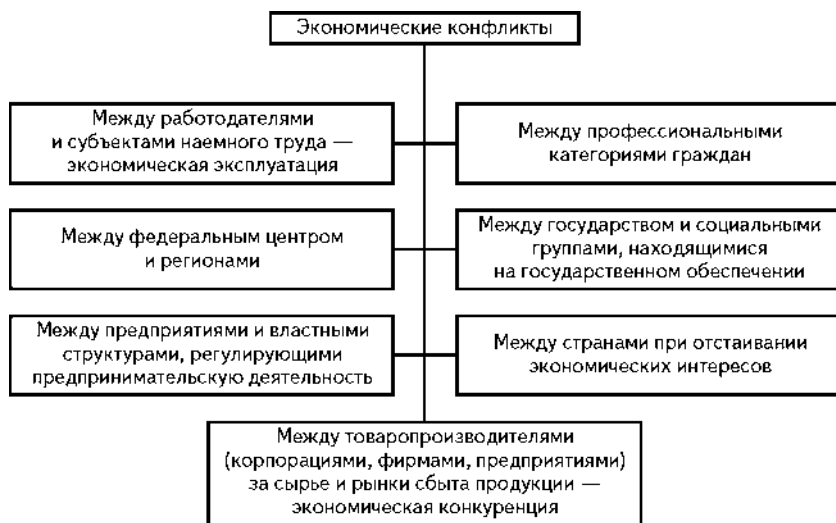 Экономические конфликты
Между работодателями
и субъектами наемного труда —
экономическая эксплуатация
Между профессиональными
категориями граждан
Между федеральным центром
и регионами
Между государством и социальными
группами, находящимися
на государственном обеспечении
Между предприятиями и властными
структурами, регулирующими
предпринимательскую деятельность
Между странами при отстаивании
экономических интересов
Между товаропроизводителями
(корпорациями, фирмами, предприятиями)
за сырье и рынки сбыта продукции —
экономическая конкуренция